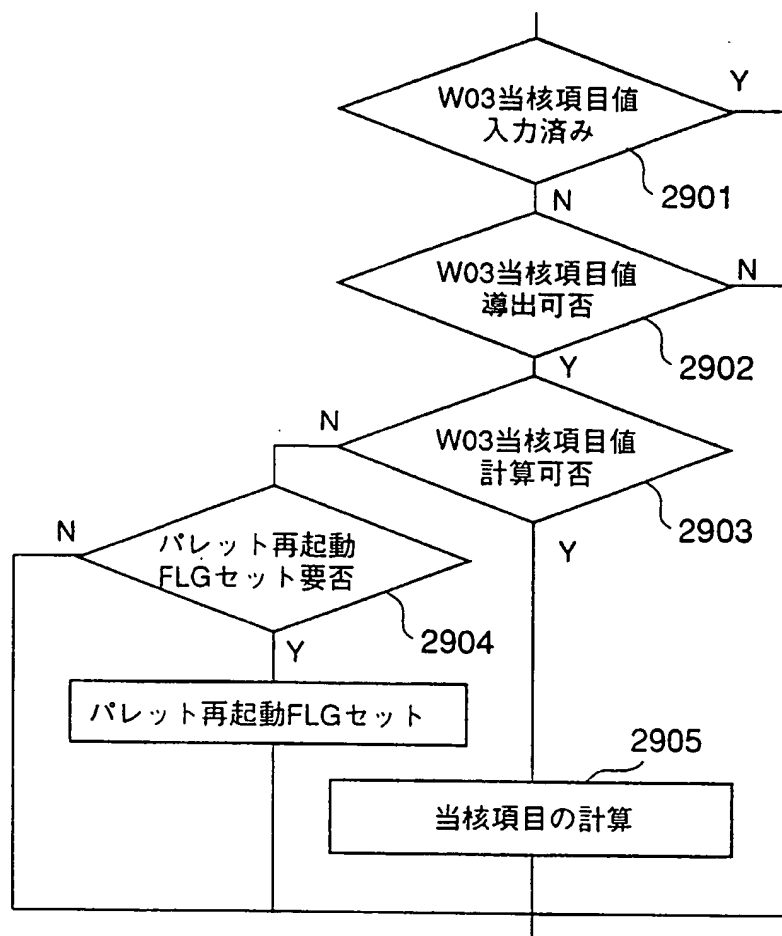 W03当核項目値
入力済み
Y
2901
N
W03当核項目値
導出可否
N
2902
Y
W03当核項目値
計算可否
N
2903
Y
パレット再起動
FLGセット要否
N
2904
Y
パレット再起動FLGセット
2905
当核項目の計算